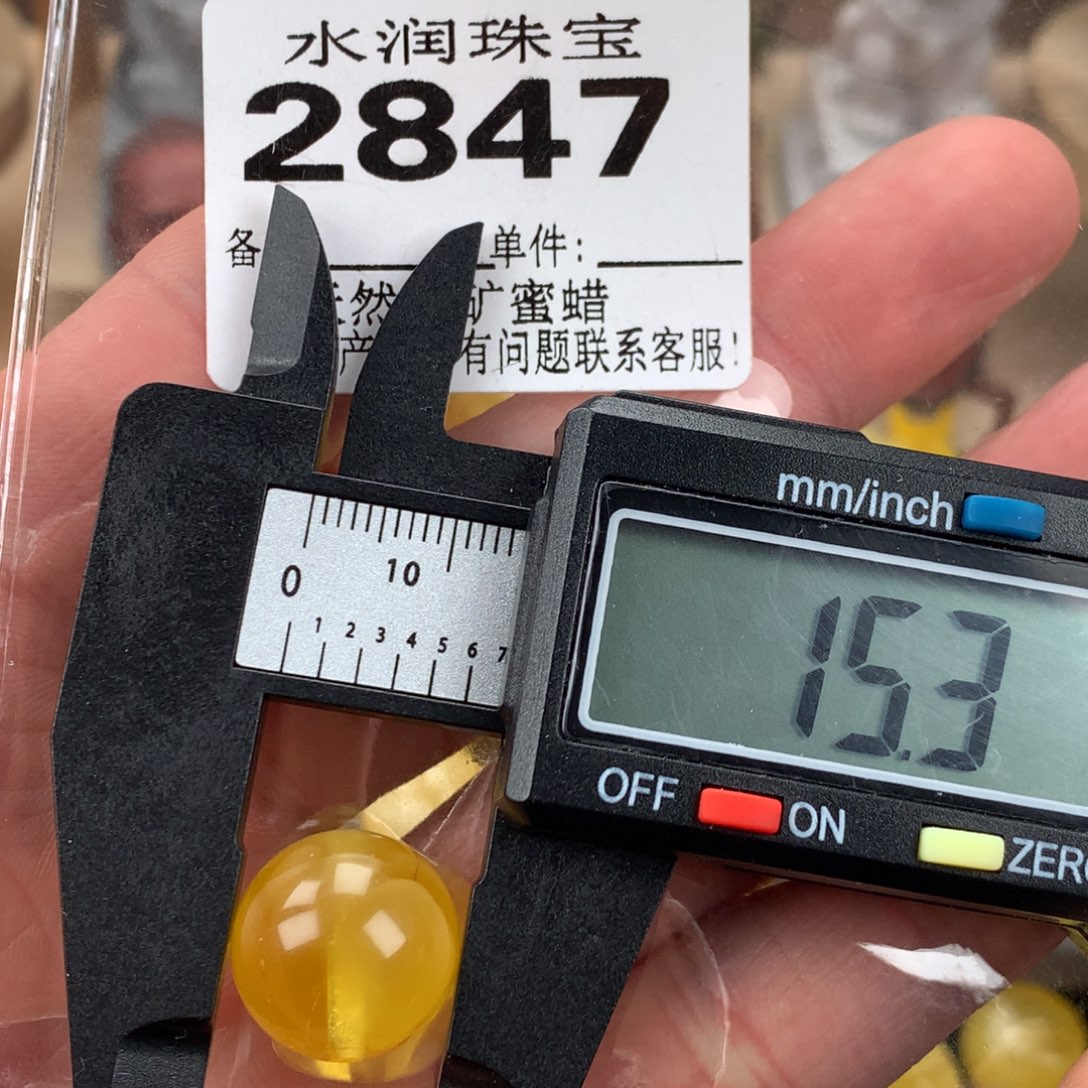 水润珠宝
2847
备 单件:
天然 矿蜜蜡
产 有问题联系客服!
mm/inch
0 10
1 2 3 4 5 6 7
15.3
OFF ON ZERO